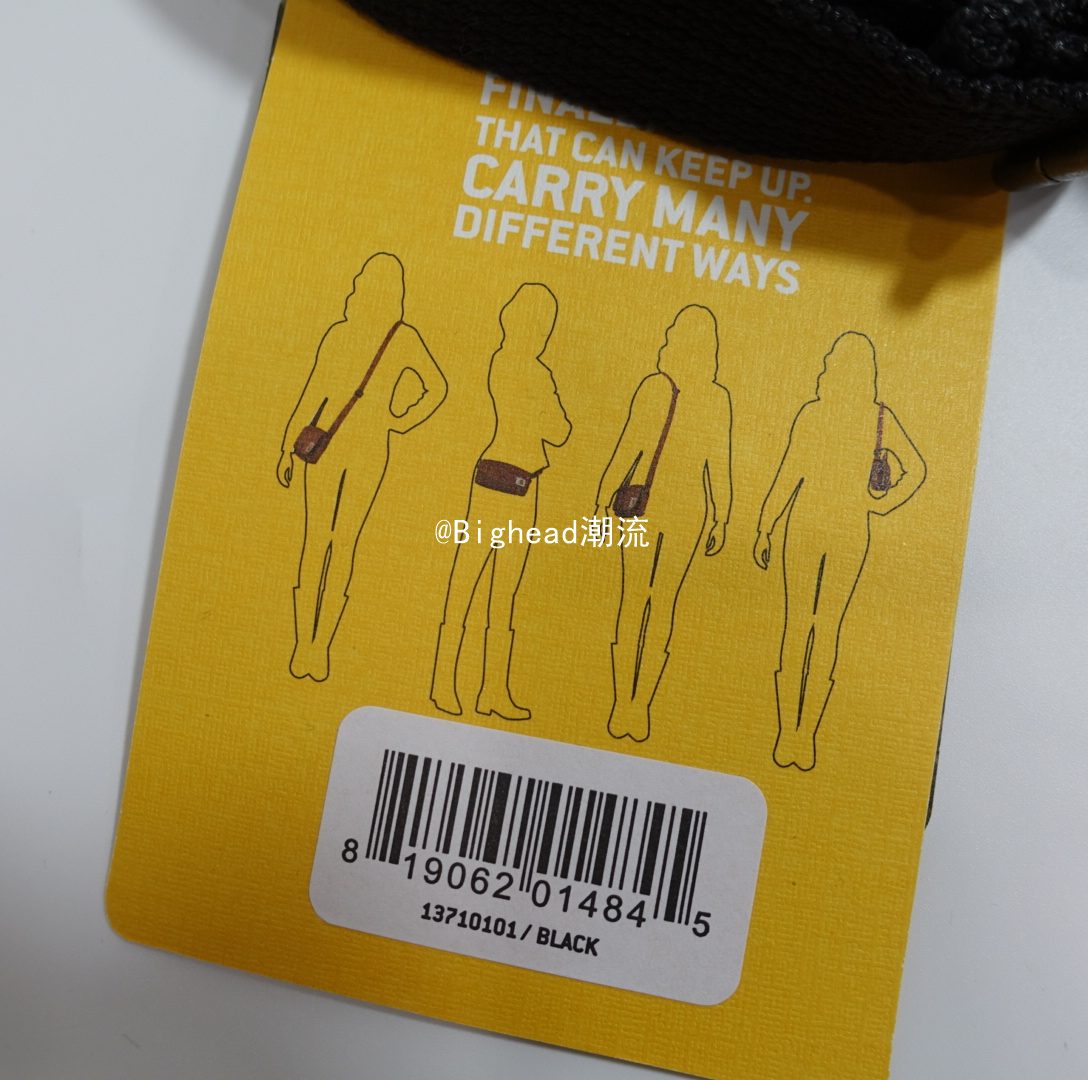 THAT CAN KEEP UP.
CARRY MANY
DIFFERENT WAYS
@Bighead潮流
8 19062 01484 5
13710101/ BLACK